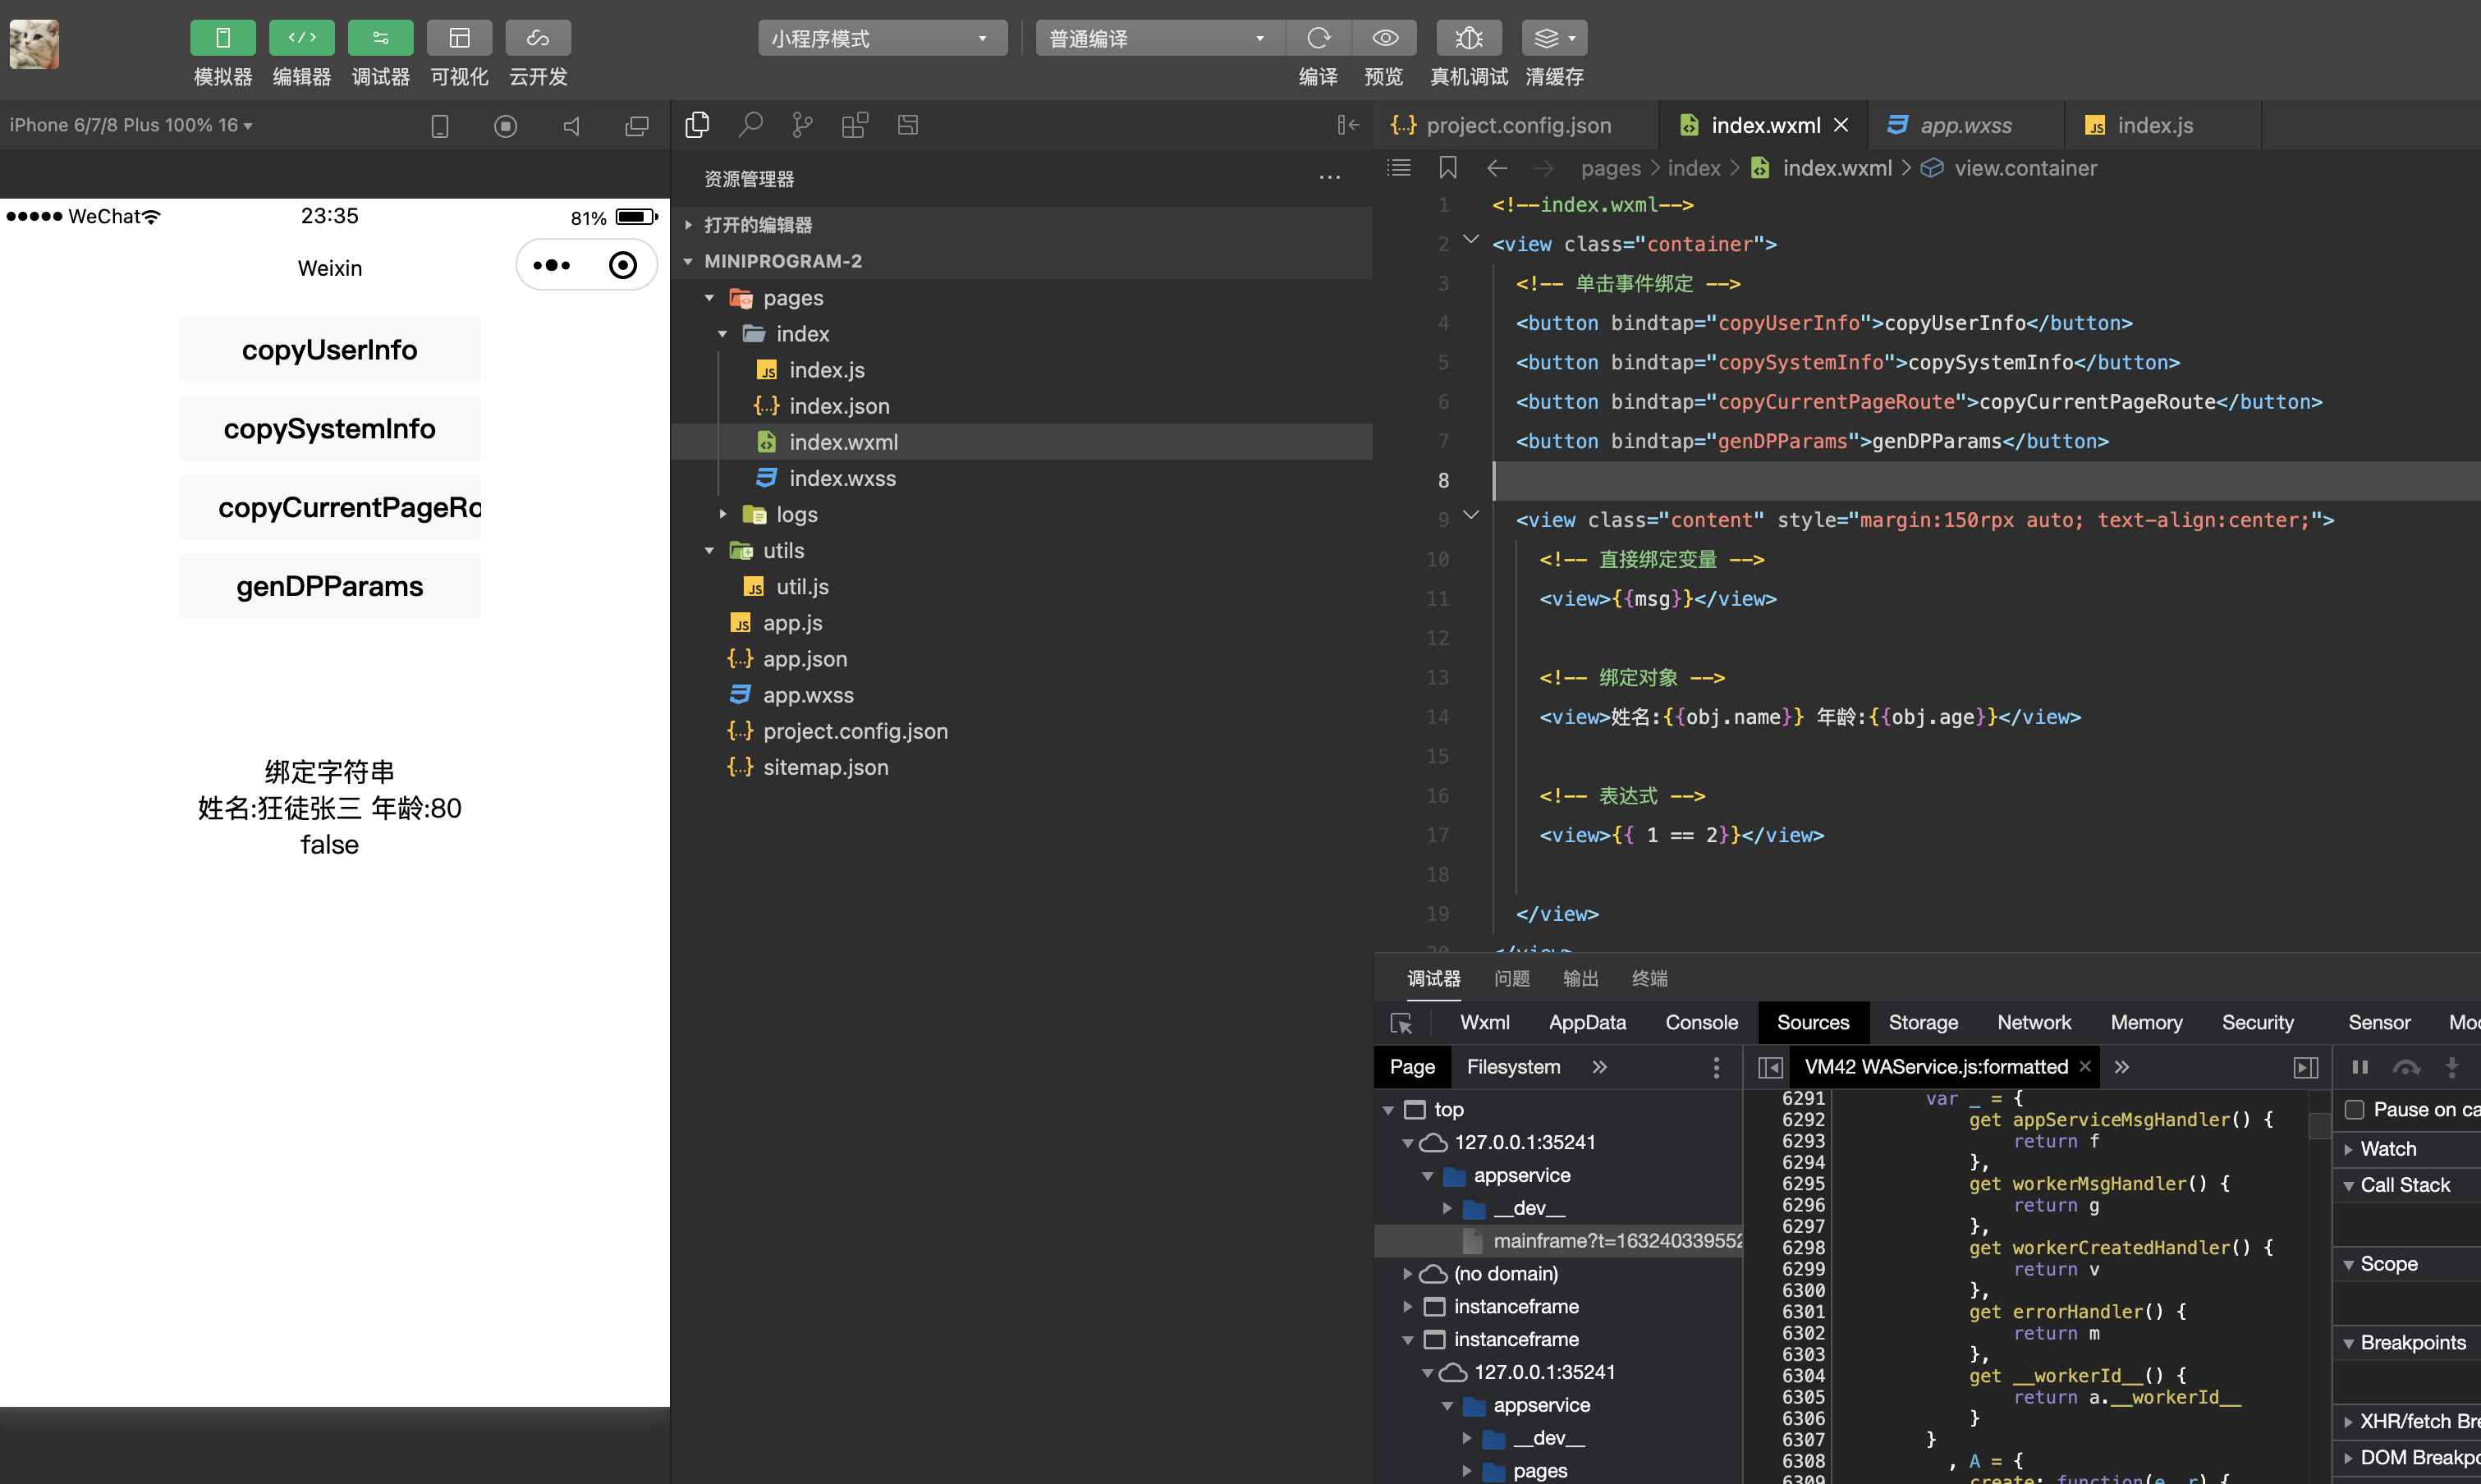 模拟器 编辑器 调试器 可视化 云开发
小程序模式 普通编译 编译 预览 真机调试 清缓存
iPhone 6/7/8 Plus 100% 16
WeChat 23:35 81%
Weixin
copyUserInfo
copySystemInfo
copyCurrentPageRo
genDPParams
绑定字符串
姓名:狂徒张三 年龄:80
false
资源管理器
打开的编辑器
MINIPROGRAM-2
pages
index
index.js
index.json
index.wxml
index.wxss
logs
utils
util.js
app.js
app.json
app.wxss
project.config.json
sitemap.json
project.config.json index.wxml app.wxss index.js
pages index index.wxml view.container
1 <!--index.wxml-->
2 <view class="container">
3 <!-- 单击事件绑定 -->
4 <button bindtap="copyUserInfo">copyUserInfo</button>
5 <button bindtap="copySystemInfo">copySystemInfo</button>
6 <button bindtap="copyCurrentPageRoute">copyCurrentPageRoute</button>
7 <button bindtap="genDPParams">genDPParams</button>
8
9 <view class="content" style="margin:150rpx auto; text-align:center;">
10 <!-- 直接绑定变量 -->
11 <view>{{msg}}</view>
12
13 <!-- 绑定对象 -->
14 <view>姓名:{{obj.name}} 年龄:{{obj.age}}</view>
15
16 <!-- 表达式 -->
17 <view>{{ 1 == 2}}</view>
18
19 </view>
20 </view>
调试器 问题 输出 终端
Wxml AppData Console Sources Storage Network Memory Security Sensor Moc
Page Filesystem
top
127.0.0.1:35241
appservice
__dev__
mainframe?t=163240339552
(no domain)
instanceframe
instanceframe
127.0.0.1:35241
appservice
__dev__
pages
VM42 WAService.js:formatted
6291 var _ = {
6292 get appServiceMsgHandler() {
6293 return f
6294 },
6295 get workerMsgHandler() {
6296 return g
6297 },
6298 get workerCreatedHandler() {
6299 return v
6300 },
6301 get errorHandler() {
6302 return m
6303 },
6304 get __workerId__() {
6305 return a.__workerId__
6306 }
6307 }
6308 , A = {
6309 create: function(e, r) {
Pause on ca
Watch
Call Stack
Scope
Breakpoints
XHR/fetch Bre
DOM Breakpo